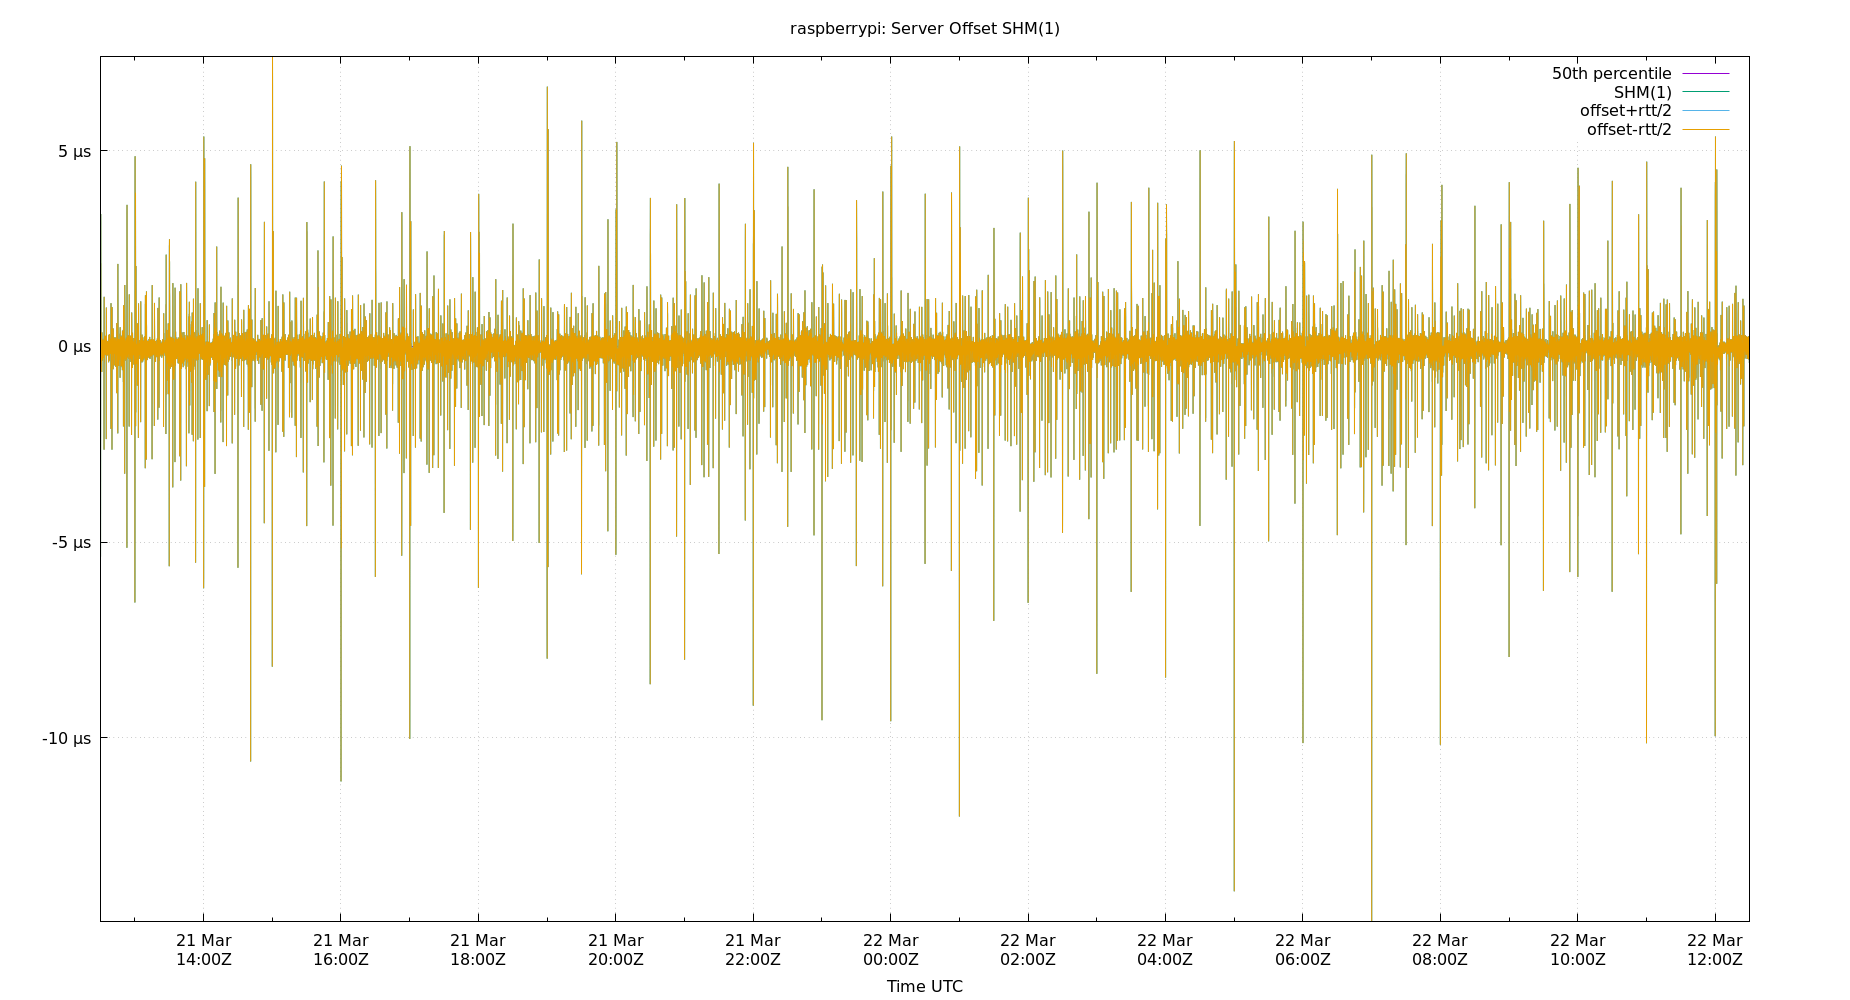 raspberrypi: Server Offset SHM(1)
50th percentile
SHM(1)
offset+rtt/2
offset-rtt/2
5 µs
0 µs
-5 µs
-10 µs
21 Mar 21 Mar 21 Mar 21 Mar 21 Mar 22 Mar 22 Mar 22 Mar 22 Mar 22 Mar 22 Mar 22 Mar
14:00Z 16:00Z 18:00Z 20:00Z 22:00Z 00:00Z 02:00Z 04:00Z 06:00Z 08:00Z 10:00Z 12:00Z
Time UTC